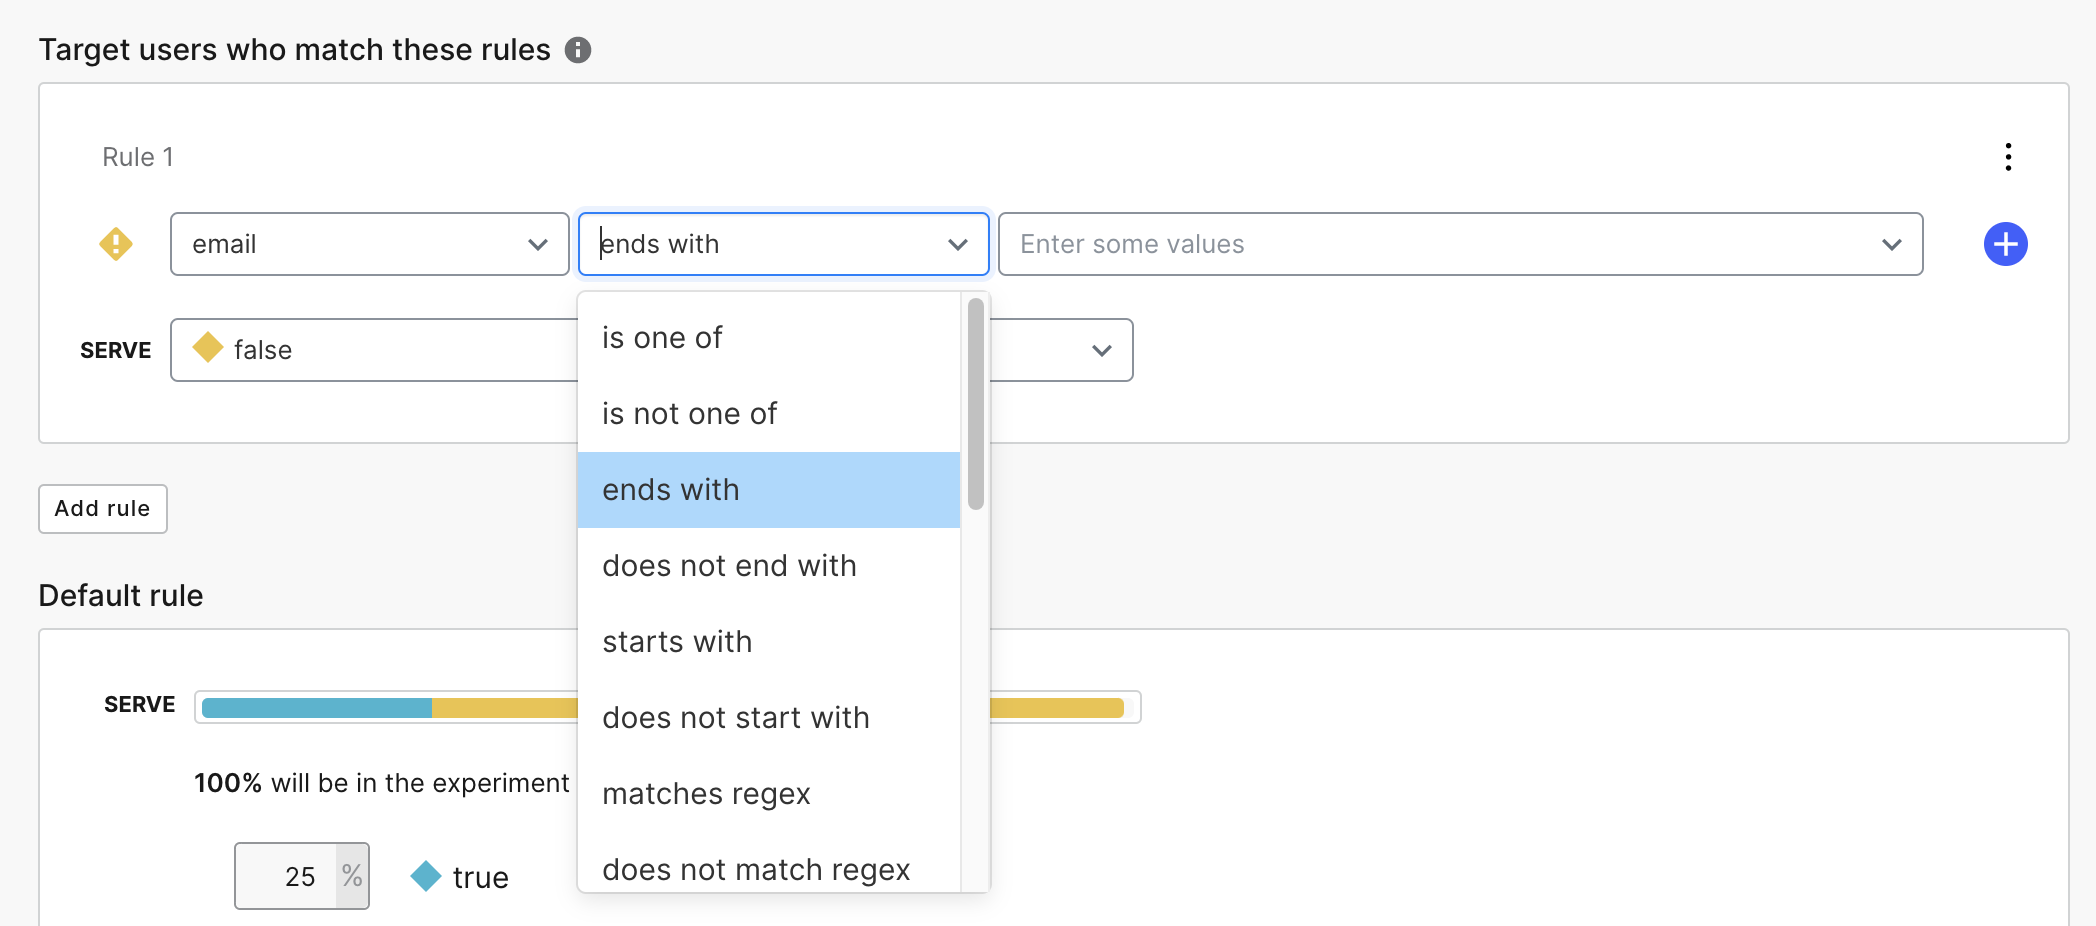 Target users who match these rules
Rule 1
email
ends with
Enter some values
SERVE
false
is one of
is not one of
ends with
does not end with
starts with
does not start with
matches regex
does not match regex
Add rule
Default rule
SERVE
100% will be in the experiment
25 %
true